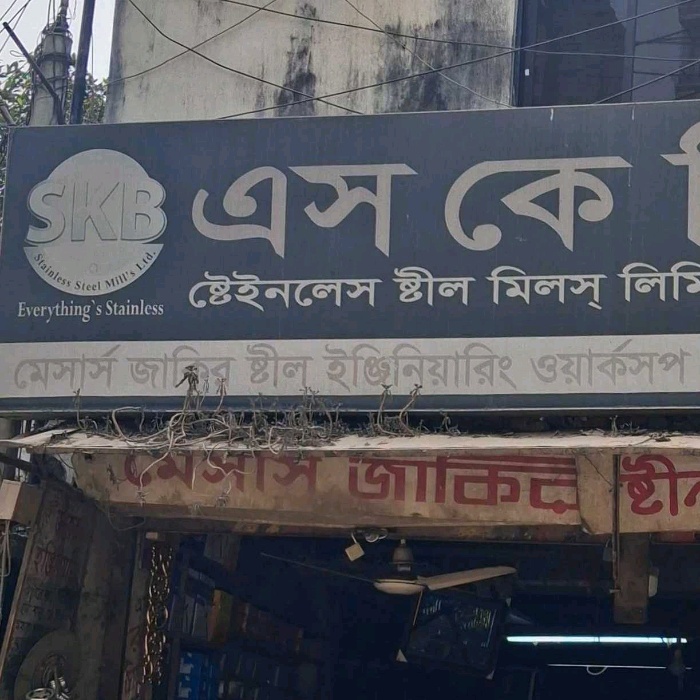 SKB
Stainless Steel Mill's Ltd.
Everything`s Stainless
এস কে
ষ্টেইনলেস ষ্টীল মিলস্
মেসার্স জাকির ষ্টীল ইঞ্জিনিয়ারিং ওয়ার্কসপ
মেসার্স জাকির